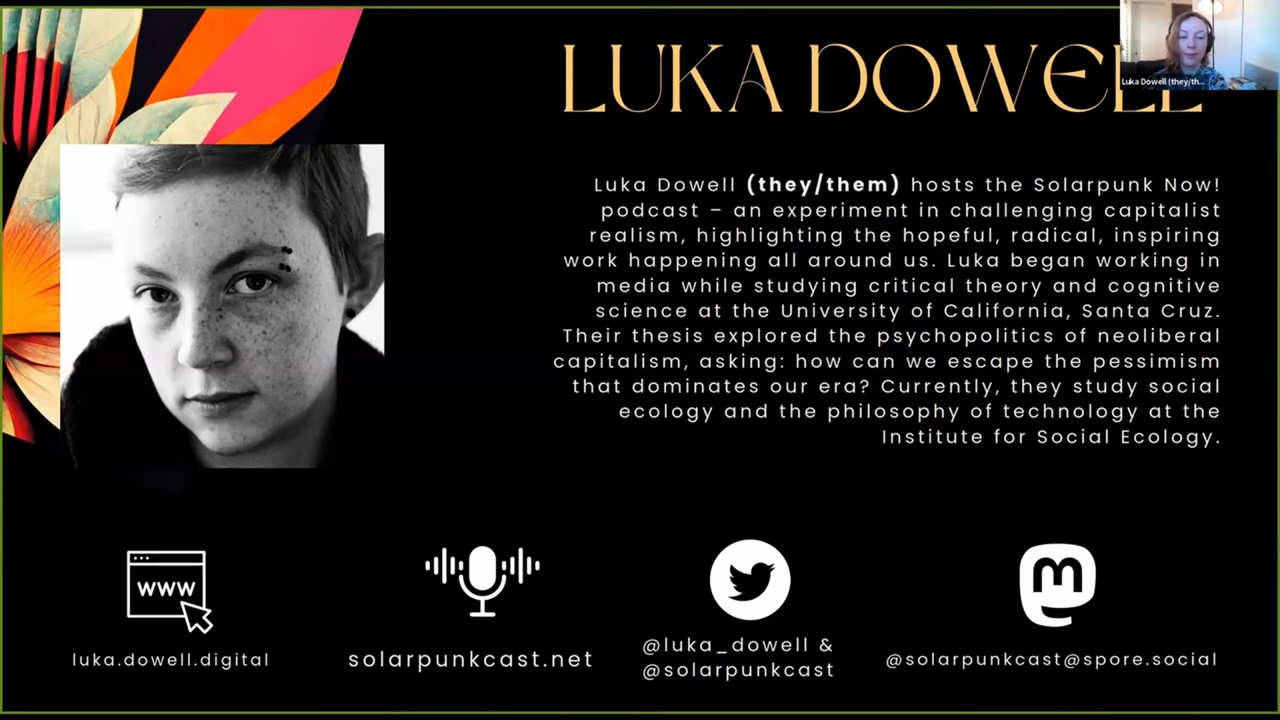 LUKA DOWELL
Luka Dowell (they/th...
Luka Dowell (they/them) hosts the Solarpunk Now!
podcast – an experiment in challenging capitalist
realism, highlighting the hopeful, radical, inspiring
work happening all around us. Luka began working in
media while studying critical theory and cognitive
science at the University of California, Santa Cruz.
Their thesis explored the psychopolitics of neoliberal
capitalism, asking: how can we escape the pessimism
that dominates our era? Currently, they study social
ecology and the philosophy of technology at the
Institute for Social Ecology.
www
luka.dowell.digital
solarpunkcast.net
@luka_dowell &
@solarpunkcast
m
@solarpunkcast@spore.social